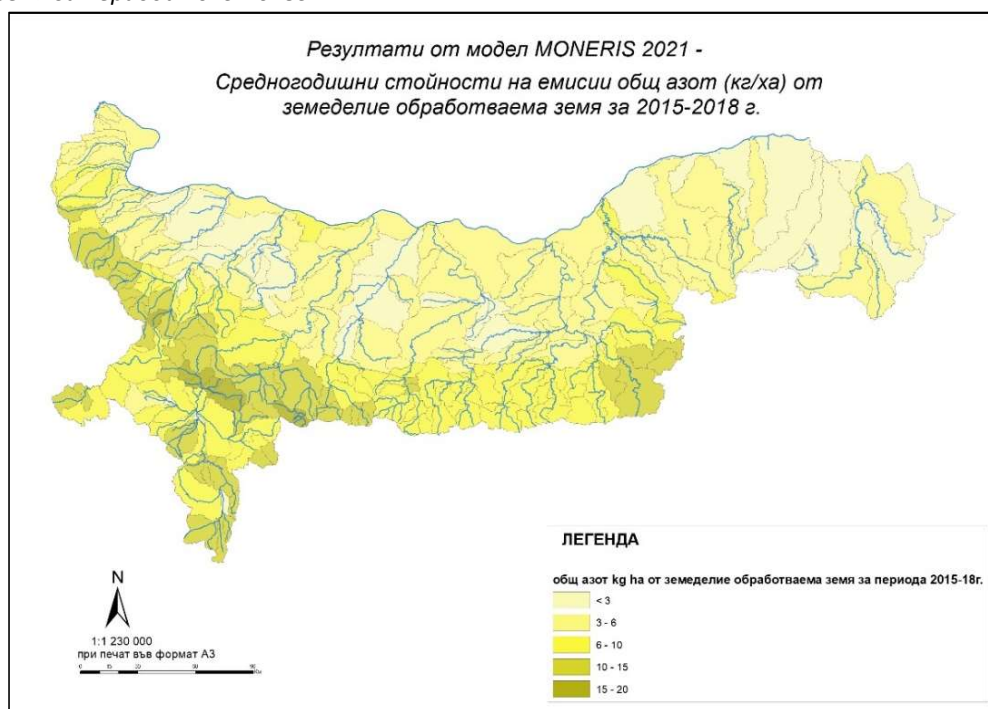 Резултати от модел MONERIS 2021 -
Средногодишни стойности на емисии общ азот (кг/ха) от
земеделие обработваема земя за 2015-2018 г.
ЛЕГЕНДА
общ азот kg ha от земеделие обработваема земя за периода 2015-18г.
< 3
3 - 6
6 - 10
10 - 15
15 - 20
N
1:1 230 000
при печат във формат А3
0